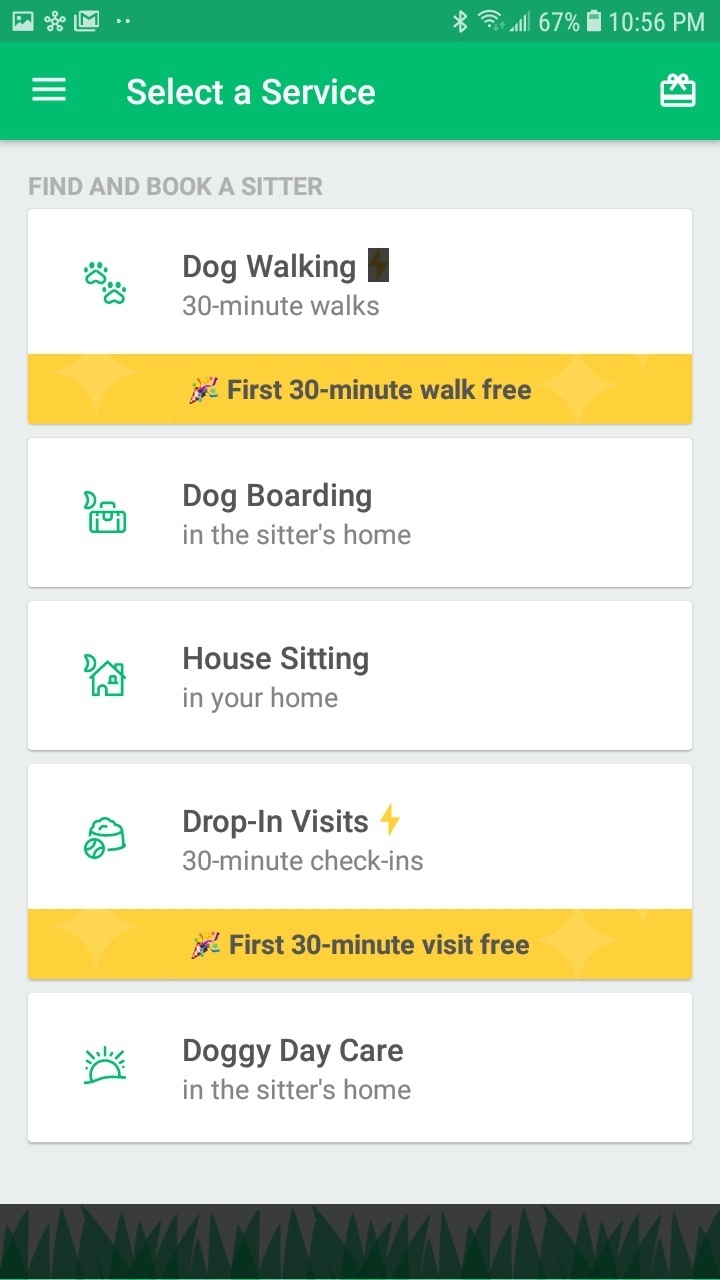 67% 10:56 PM
Select a Service
FIND AND BOOK A SITTER
Dog Walking
30-minute walks
First 30-minute walk free
Dog Boarding
in the sitter's home
House Sitting
in your home
Drop-In Visits
30-minute check-ins
First 30-minute visit free
Doggy Day Care
in the sitter's home